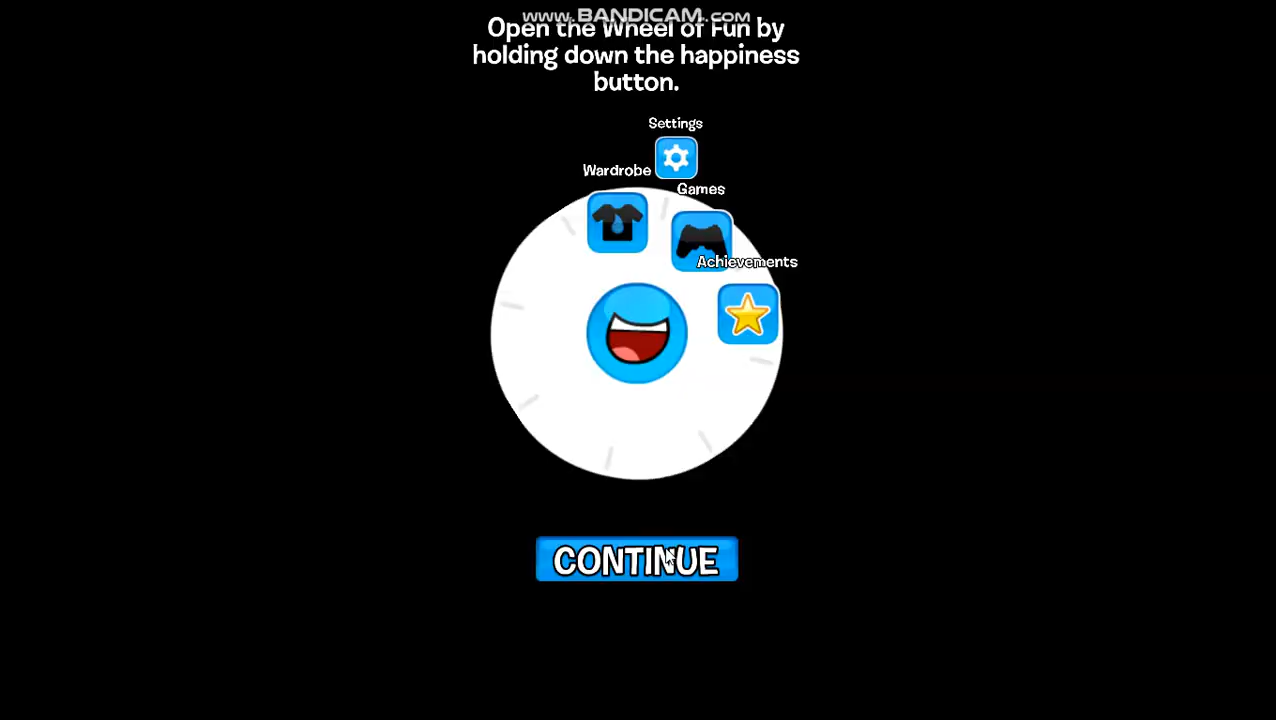 www.BANDICAM.com
Open the Wheel of Fun by
holding down the happiness
button.
Settings
Wardrobe
Games
Achievements
CONTINUE